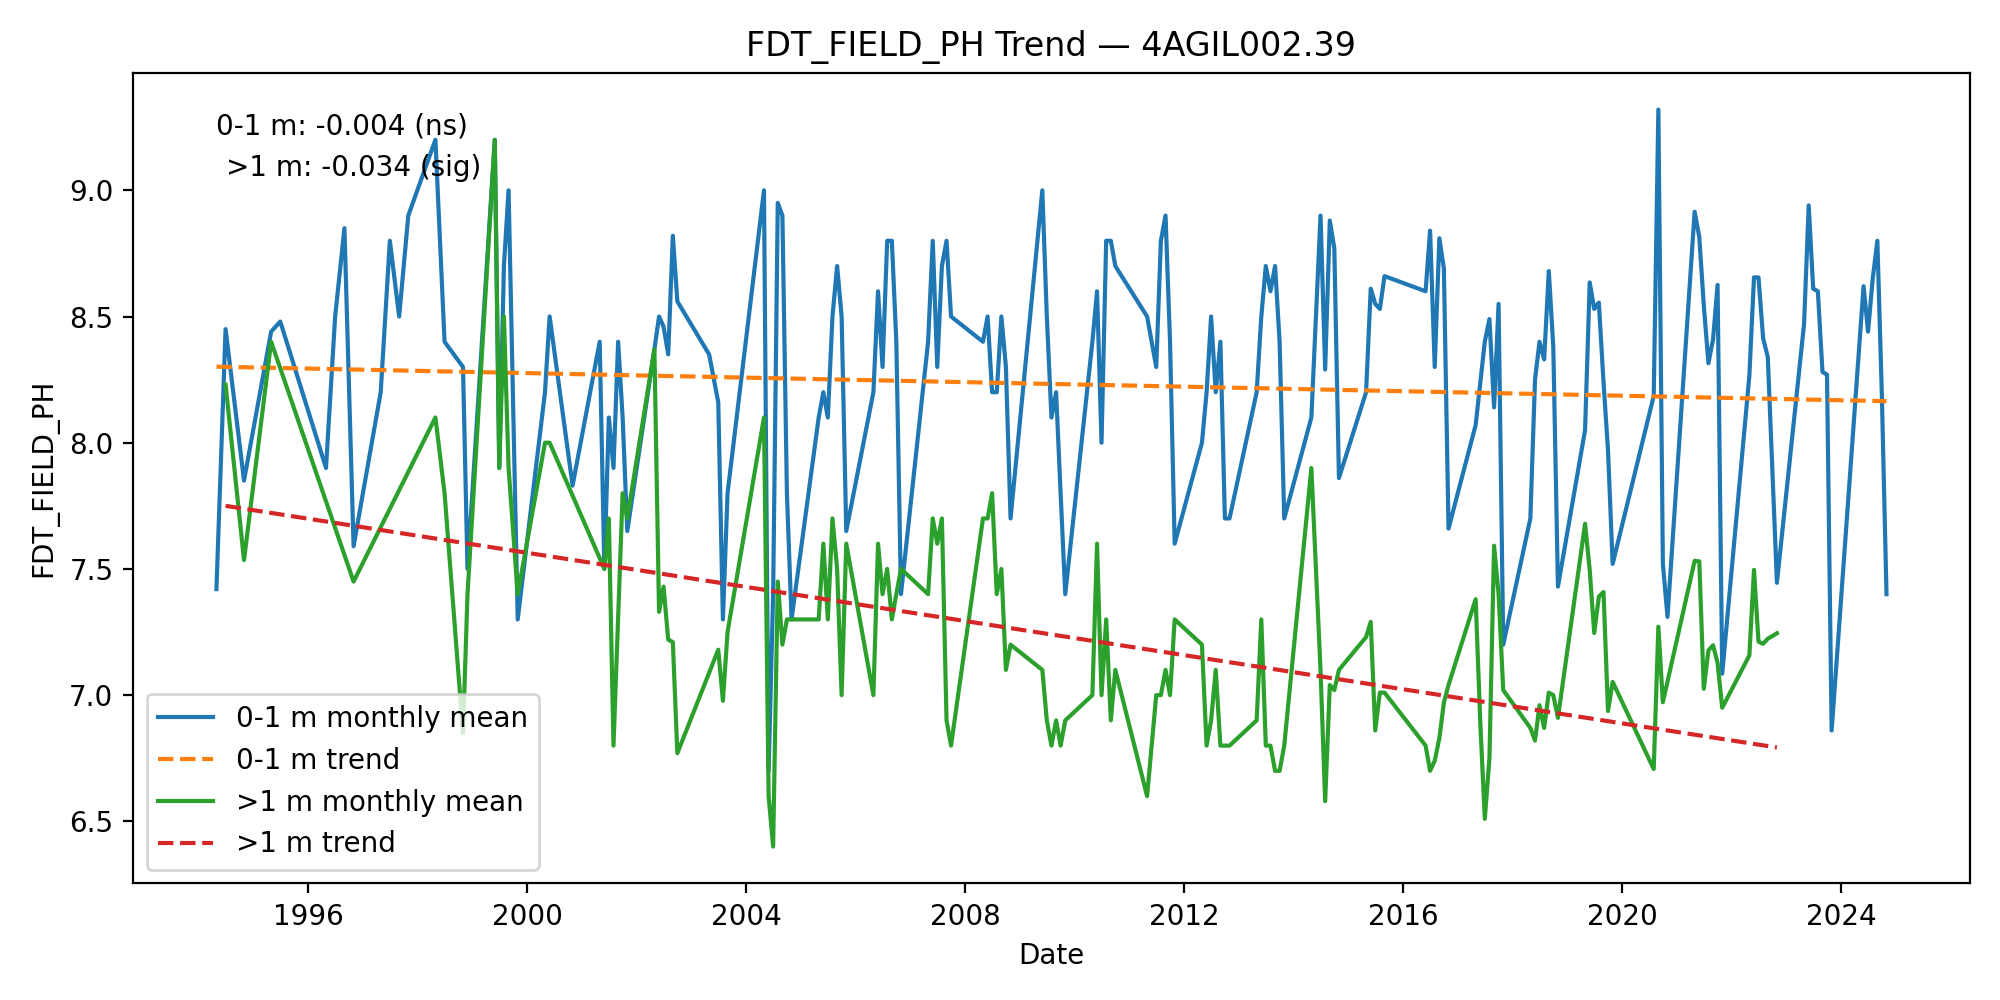 FDT_FIELD_PH Trend — 4AGIL002.39
0-1 m: -0.004 (ns)
>1 m: -0.034 (sig)
FDT_FIELD_PH
9.0
8.5
8.0
7.5
7.0
6.5
0-1 m monthly mean
0-1 m trend
>1 m monthly mean
>1 m trend
1996 2000 2004 2008 2012 2016 2020 2024
Date